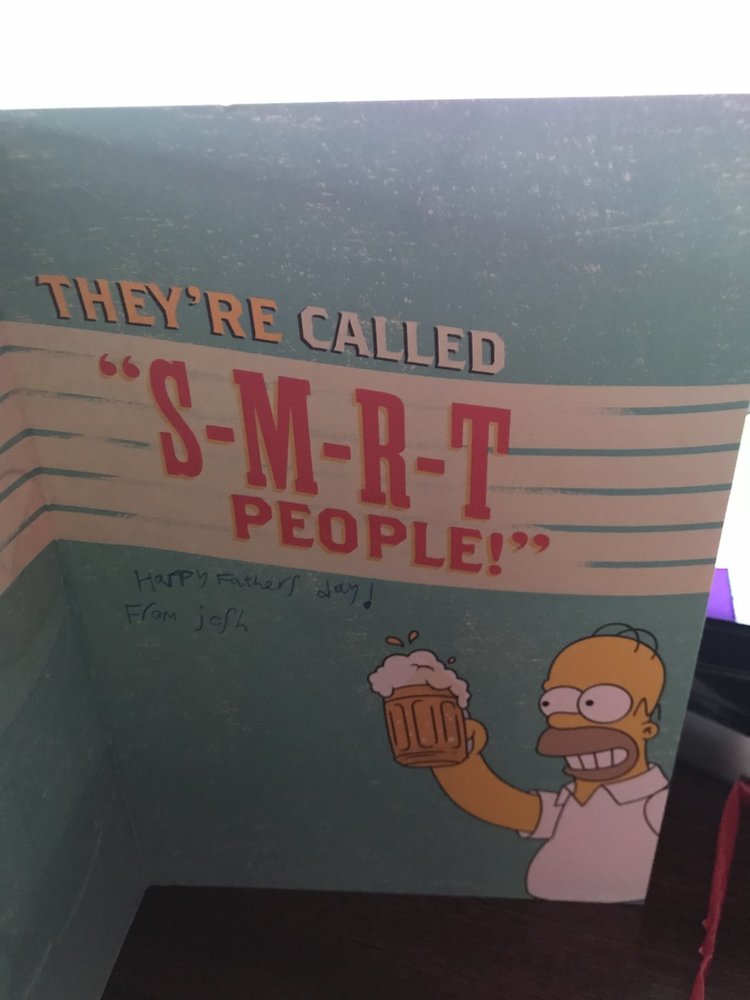 THEY'RE CALLED
"S-M-R-T
PEOPLE!"
Happy Fathers day!
From josh